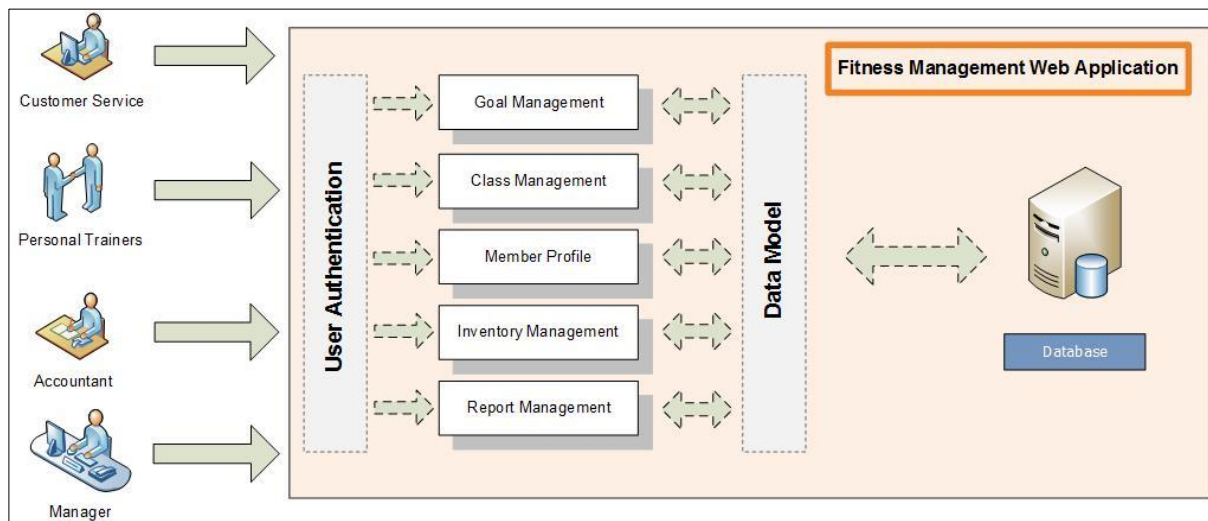 Customer Service
Personal Trainers
Accountant
Manager
User Authentication
Goal Management
Class Management
Member Profile
Inventory Management
Report Management
Data Model
Fitness Management Web Application
Database